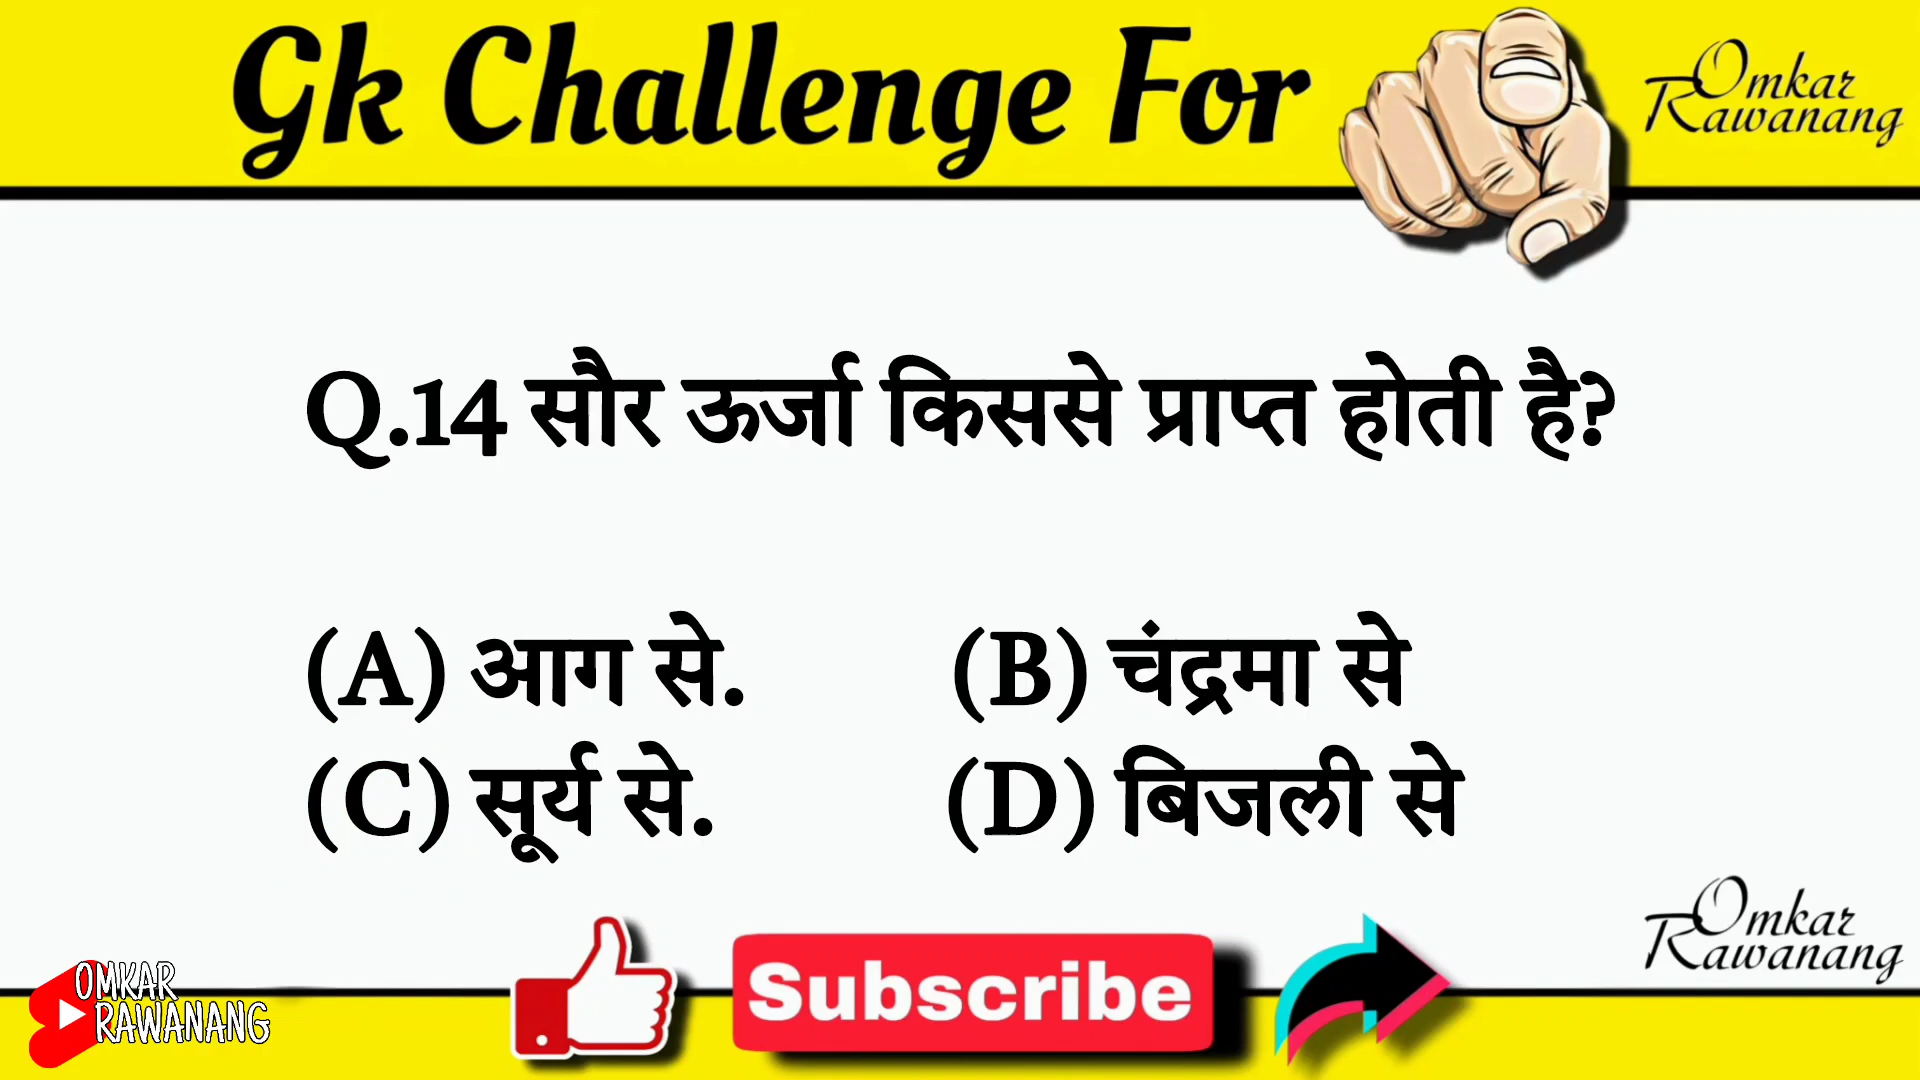 Gk Challenge For
Omkar
Rawanang
Q.14 सौर ऊर्जा किससे प्राप्त होती है?
(A) आग से. (B) चंद्रमा से
(C) सूर्य से. (D) बिजली से
Omkar
Rawanang
OMKAR
RAWANANG
Subscribe